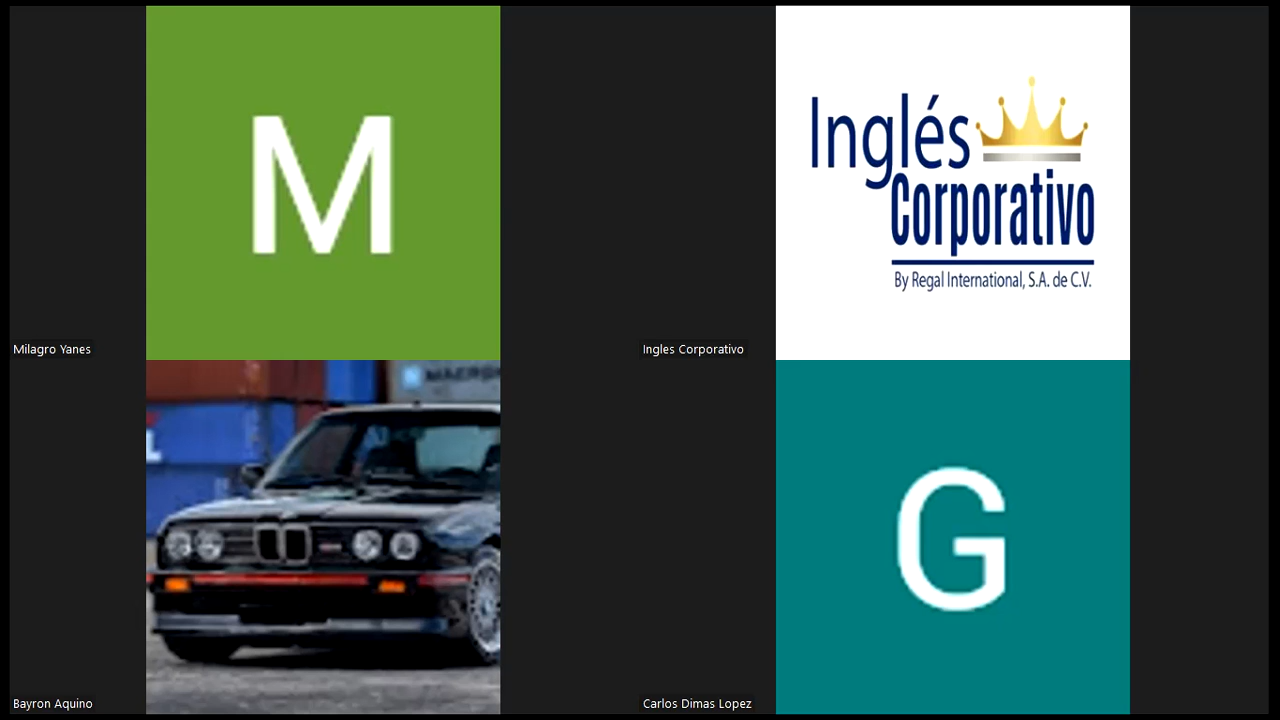 M
Inglés
Corporativo
By Regal International, S.A. de C.V.
Milagro Yanes
Ingles Corporativo
G
Bayron Aquino
Carlos Dimas Lopez